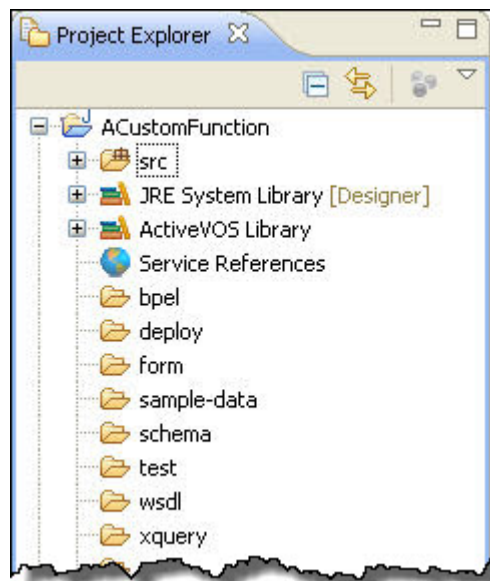 Project Explorer
ACustomFunction
src
JRE System Library [Designer]
ActiveVOS Library
Service References
bpel
deploy
form
sample-data
schema
test
wsdl
xquery